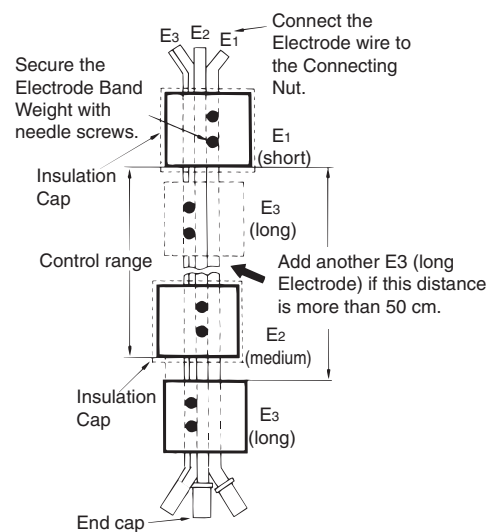 E3 E2 E1
Connect the
Electrode wire to
the Connecting
Nut.
Secure the
Electrode Band
Weight with
needle screws.
E1
(short)
Insulation
Cap
E3
(long)
Control range
Add another E3 (long
Electrode) if this distance
is more than 50 cm.
E2
(medium)
Insulation
Cap
E3
(long)
End cap